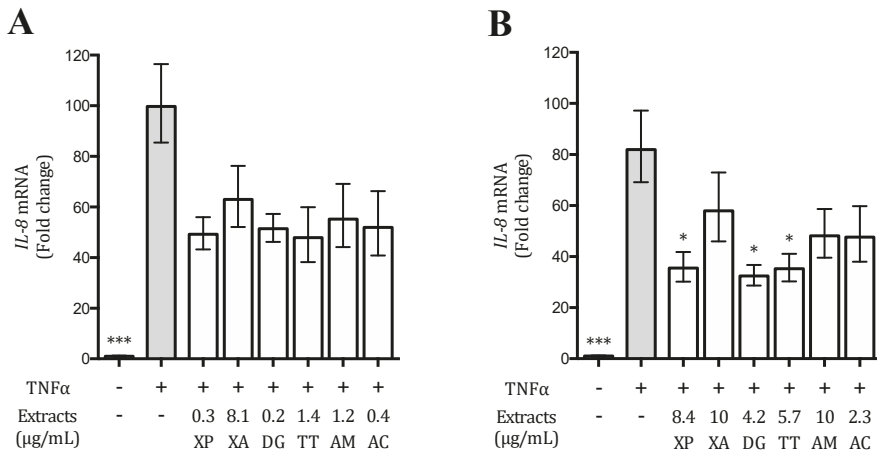 A
IL-8 mRNA
(Fold change)
120
100
80
60
40
20
0
***
TNFα - + + + + + + +
Extracts - - 0.3 8.1 0.2 1.4 1.2 0.4
(μg/mL) XP XA DG TT AM AC
B
IL-8 mRNA
(Fold change)
120
100
80
60
40
20
0
*** * * *
TNFα - + + + + + + +
Extracts - - 8.4 10 4.2 5.7 10 2.3
(μg/mL) XP XA DG TT AM AC